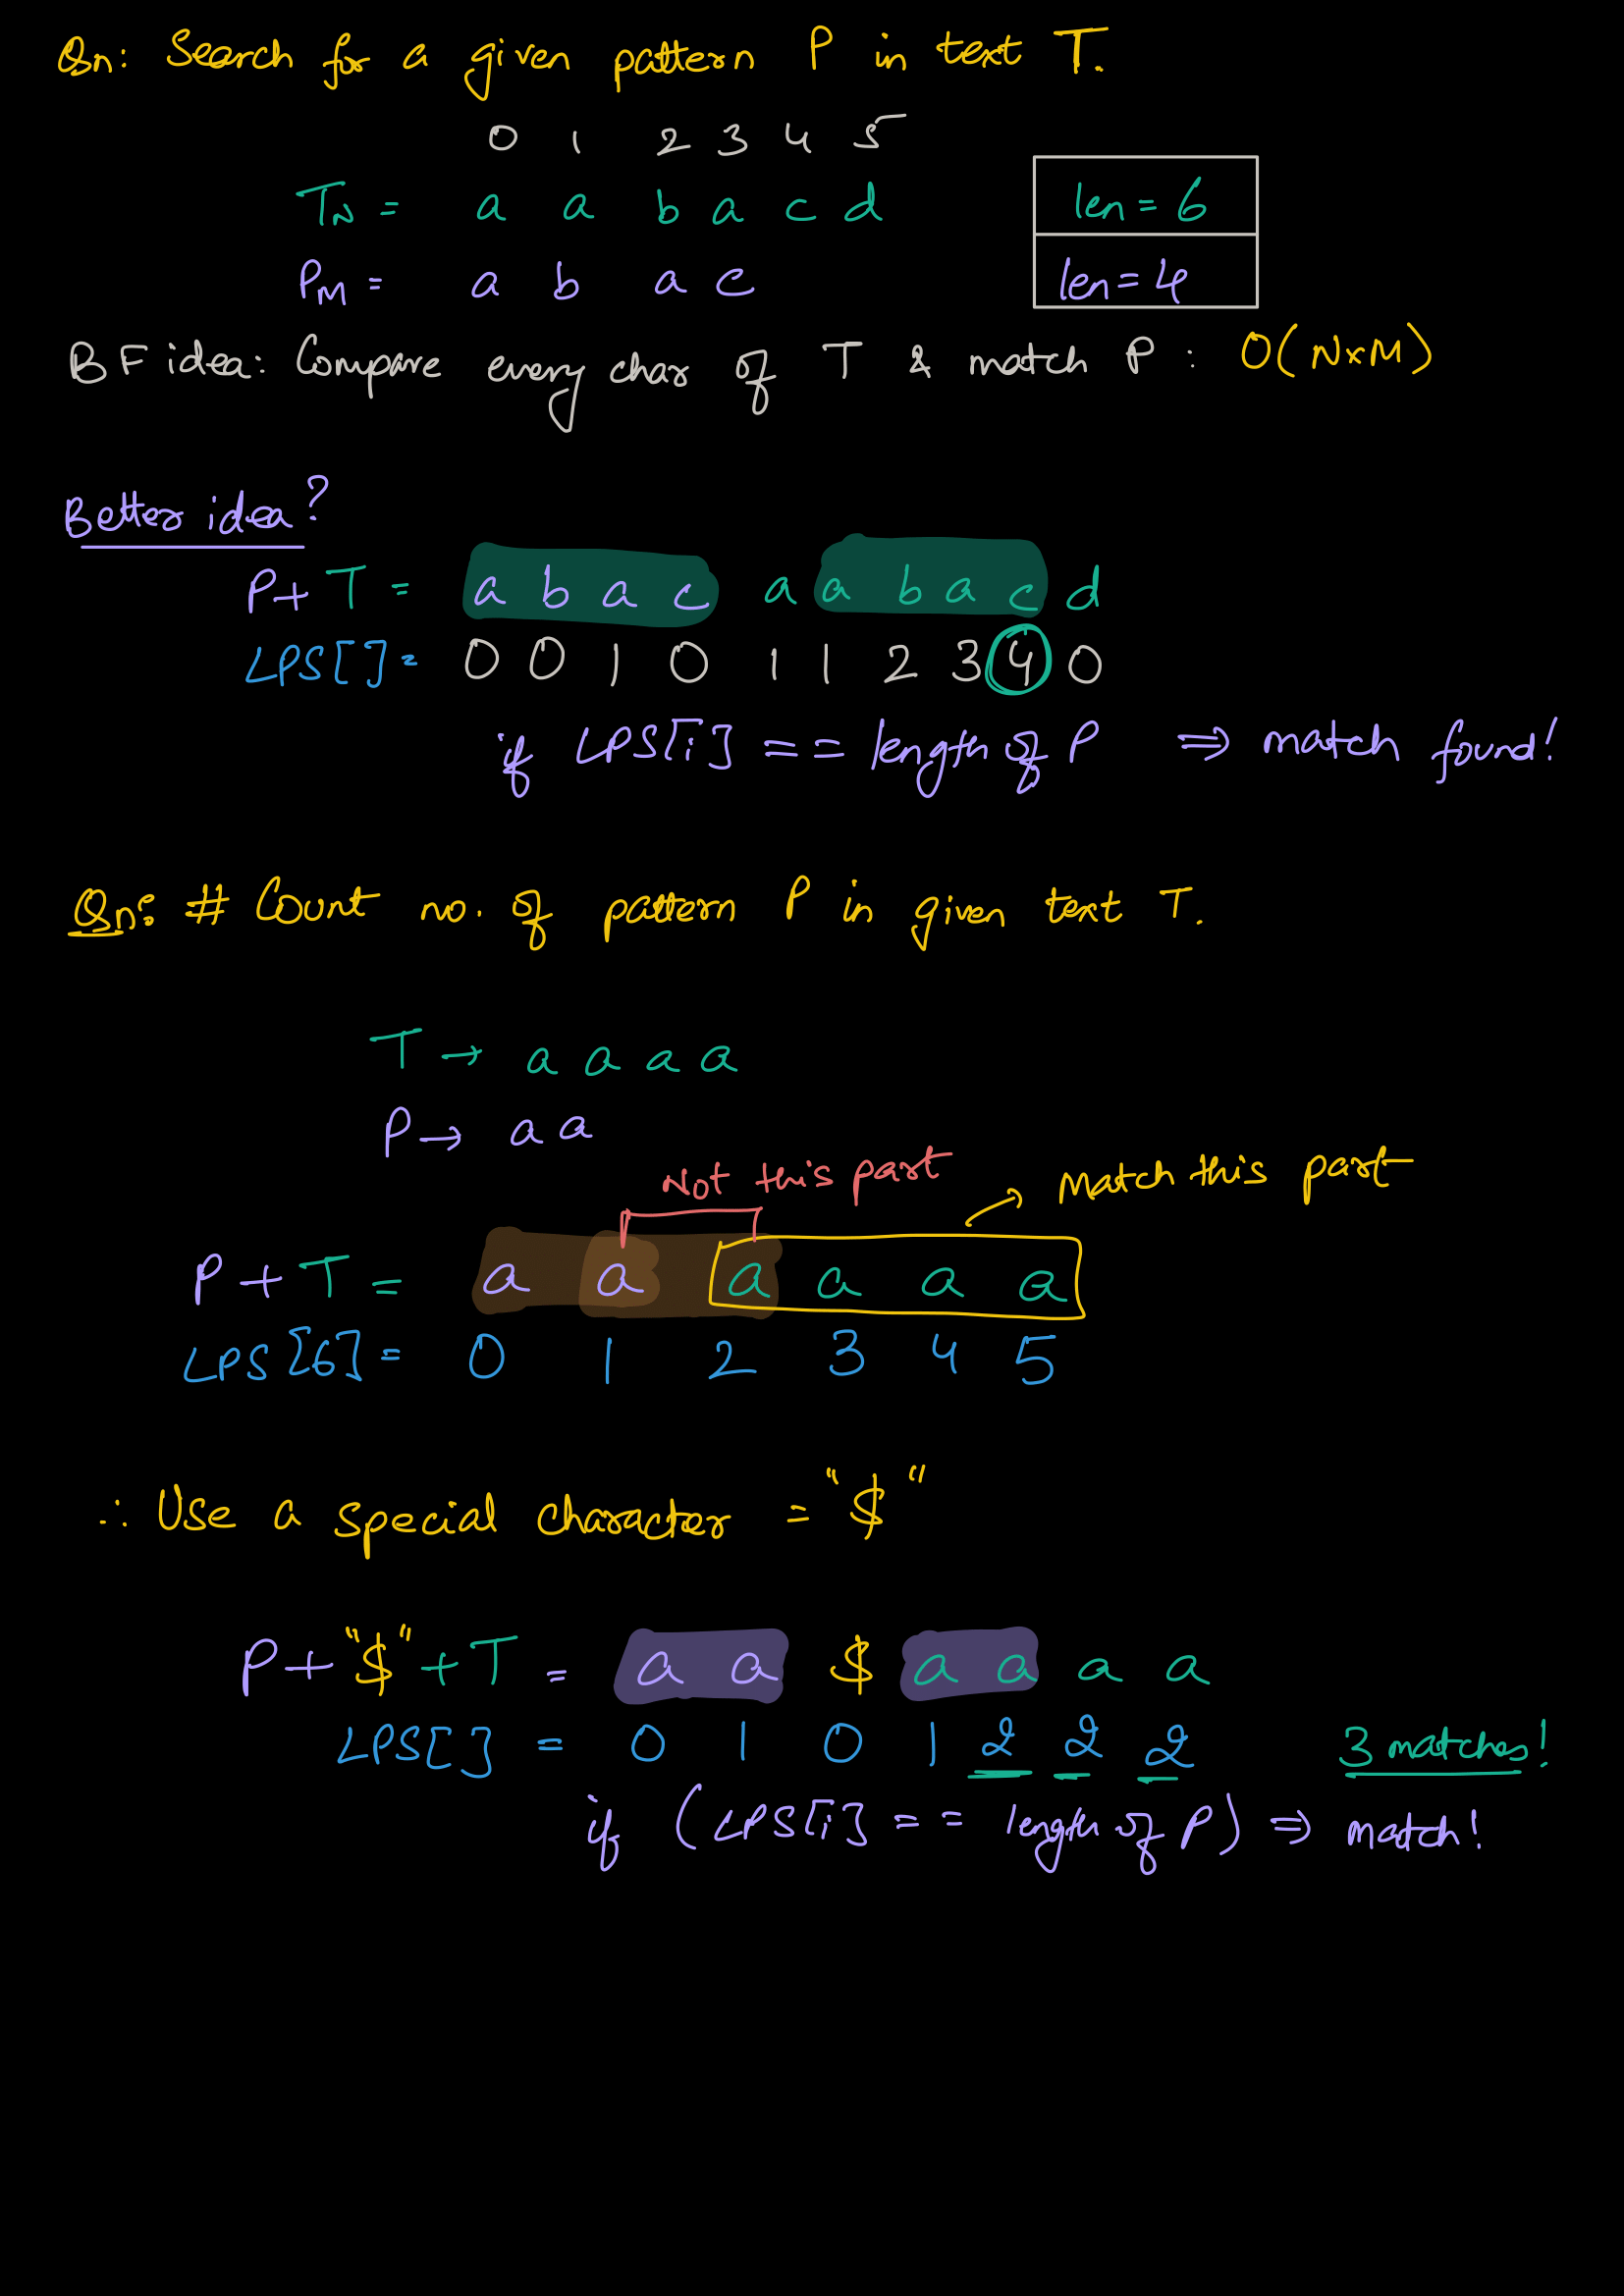 Qn: Search for a given pattern P in text T.
0 1 2 3 4 5
T_N = a a b a c d len = 6
P_M = a b a c len = 4
BF idea: Compare every char of T & match P : O(N×M)
Better idea?
P + T = a b a c a a b a c d
LPS[] = 0 0 1 0 1 1 2 3 4 0
if LPS[i] == length of P ⇒ match found!
Qn: # Count no. of pattern P in given text T.
T → a a a a
P → a a
Not this part → Match this part
P + T = a a a a a a
LPS[6] = 0 1 2 3 4 5
∴ Use a special character = "$"
P + "$" + T = a a $ a a a a
LPS[] = 0 1 0 1 2 2 2 3 matches!
if (LPS[i] == length of P) ⇒ match!